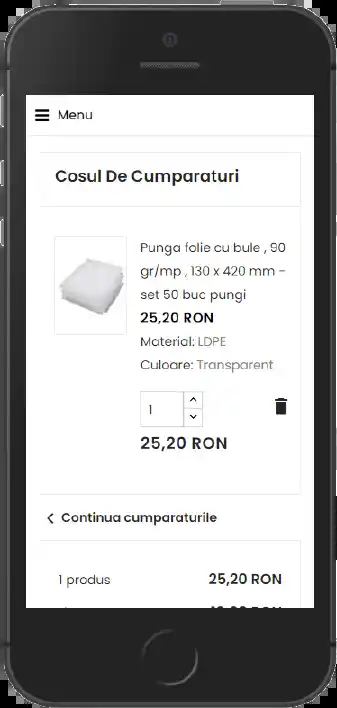 Menu
Cosul De Cumparaturi
Punga folie cu bule , 90
gr/mp , 130 x 420 mm -
set 50 buc pungi
25,20 RON
Material: LDPE
Culoare: Transparent
1
25,20 RON
Continua cumparaturile
1 produs
25,20 RON